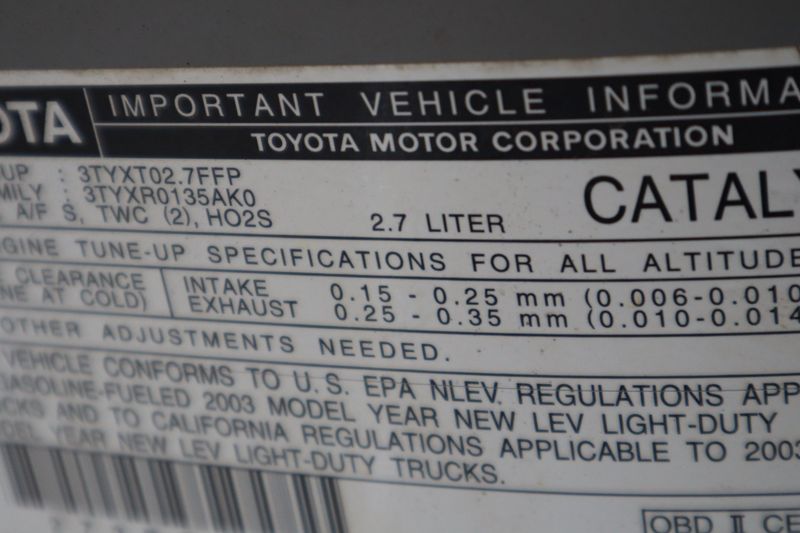 OTA IMPORTANT VEHICLE INFORMA
TOYOTA MOTOR CORPORATION
UP : 3TYXT02.7FFP
MILY : 3TYXR0135AK0
, A/F S, TWC (2), HO2S 2.7 LITER CATALY
GINE TUNE-UP SPECIFICATIONS FOR ALL ALTITUDE
E CLEARANCE INTAKE 0.15 - 0.25 mm (0.006-0.010
NE AT COLD) EXHAUST 0.25 - 0.35 mm (0.010-0.014
OTHER ADJUSTMENTS NEEDED.
VEHICLE CONFORMS TO U.S. EPA NLEV REGULATIONS APP
GASOLINE-FUELED 2003 MODEL YEAR NEW LEV LIGHT-DUTY
CKS AND TO CALIFORNIA REGULATIONS APPLICABLE TO 2003
DEL YEAR NEW LEV LIGHT-DUTY TRUCKS.
OBD II CE